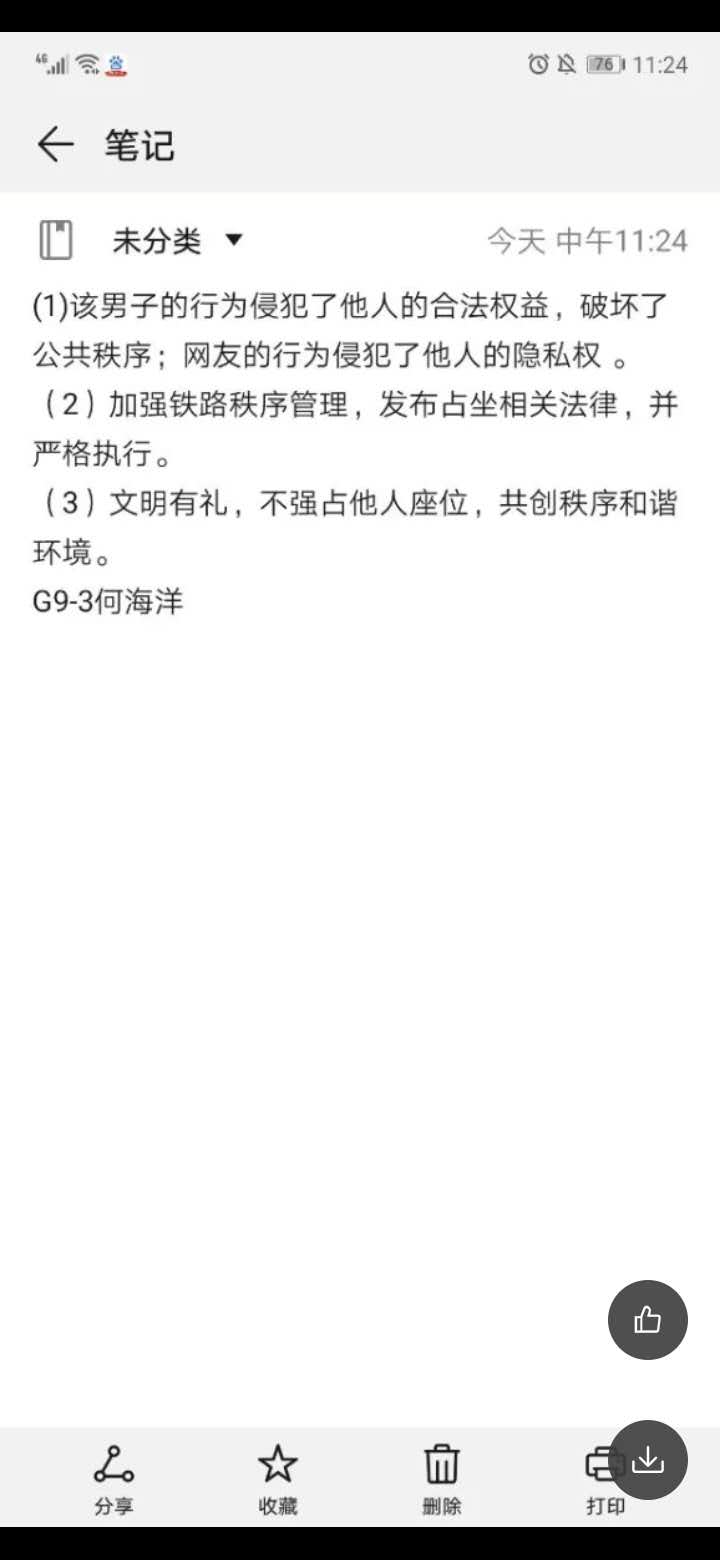 4G 76 11:24
笔记
未分类 今天 中午11:24
(1)该男子的行为侵犯了他人的合法权益，破坏了
公共秩序；网友的行为侵犯了他人的隐私权 。
（2）加强铁路秩序管理，发布占坐相关法律，并
严格执行。
（3）文明有礼，不强占他人座位，共创秩序和谐
环境。
G9-3何海洋
分享 收藏 删除 打印